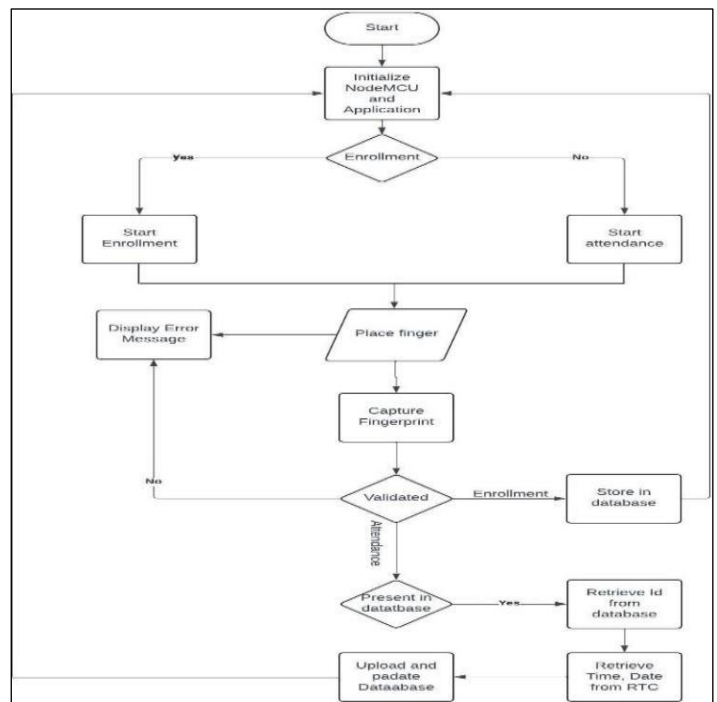 Start
Initialize
NodeMCU
and
Application
Enrollment
Yes
No
Start
Enrollment
Start
attendance
Display Error
Message
Place finger
Capture
Fingerprint
No
Validated
Enrollment
Store in
database
Attendance
Present in
datatbase
Yes
Retrieve Id
from
database
Upload and
padate
Dataabase
Retrieve
Time, Date
from RTC